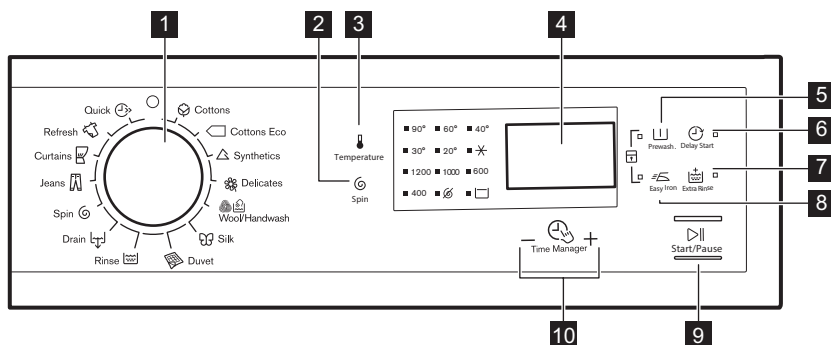 1
2
3
4
5
6
7
8
9
10
Quick
Cottons
Refresh
Cottons Eco
Curtains
Synthetics
Jeans
Delicates
Spin
Wool/Handwash
Drain
Silk
Rinse
Duvet
Temperature
Spin
90° 60° 40°
30° 20°
1200 1000 600
400
Prewash.
Delay Start
Easy Iron
Extra Rinse
− Time Manager +
Start/Pause